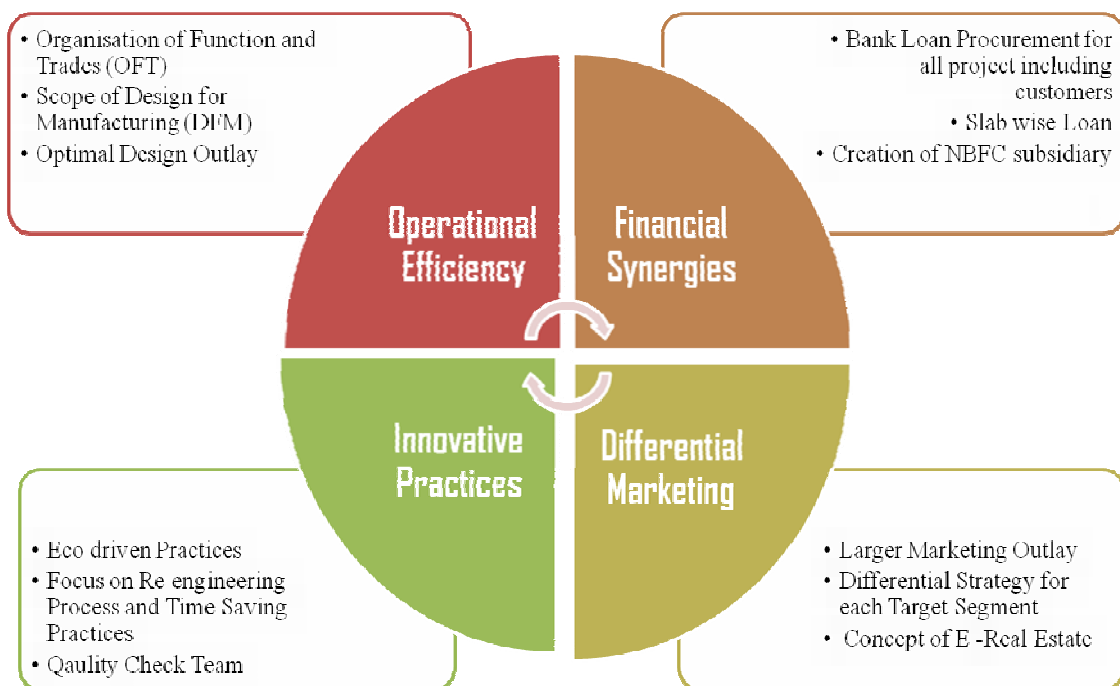 • Organisation of Function and
Trades (OFT)
• Scope of Design for
Manufacturing (DFM)
• Optimal Design Outlay
• Bank Loan Procurement for
all project including
customers
• Slab wise Loan
• Creation of NBFC subsidiary
Operational
Efficiency
Financial
Synergies
Innovative
Practices
Differential
Marketing
• Eco driven Practices
• Focus on Re engineering
Process and Time Saving
Practices
• Qaulity Check Team
• Larger Marketing Outlay
• Differential Strategy for
each Target Segment
• Concept of E -Real Estate